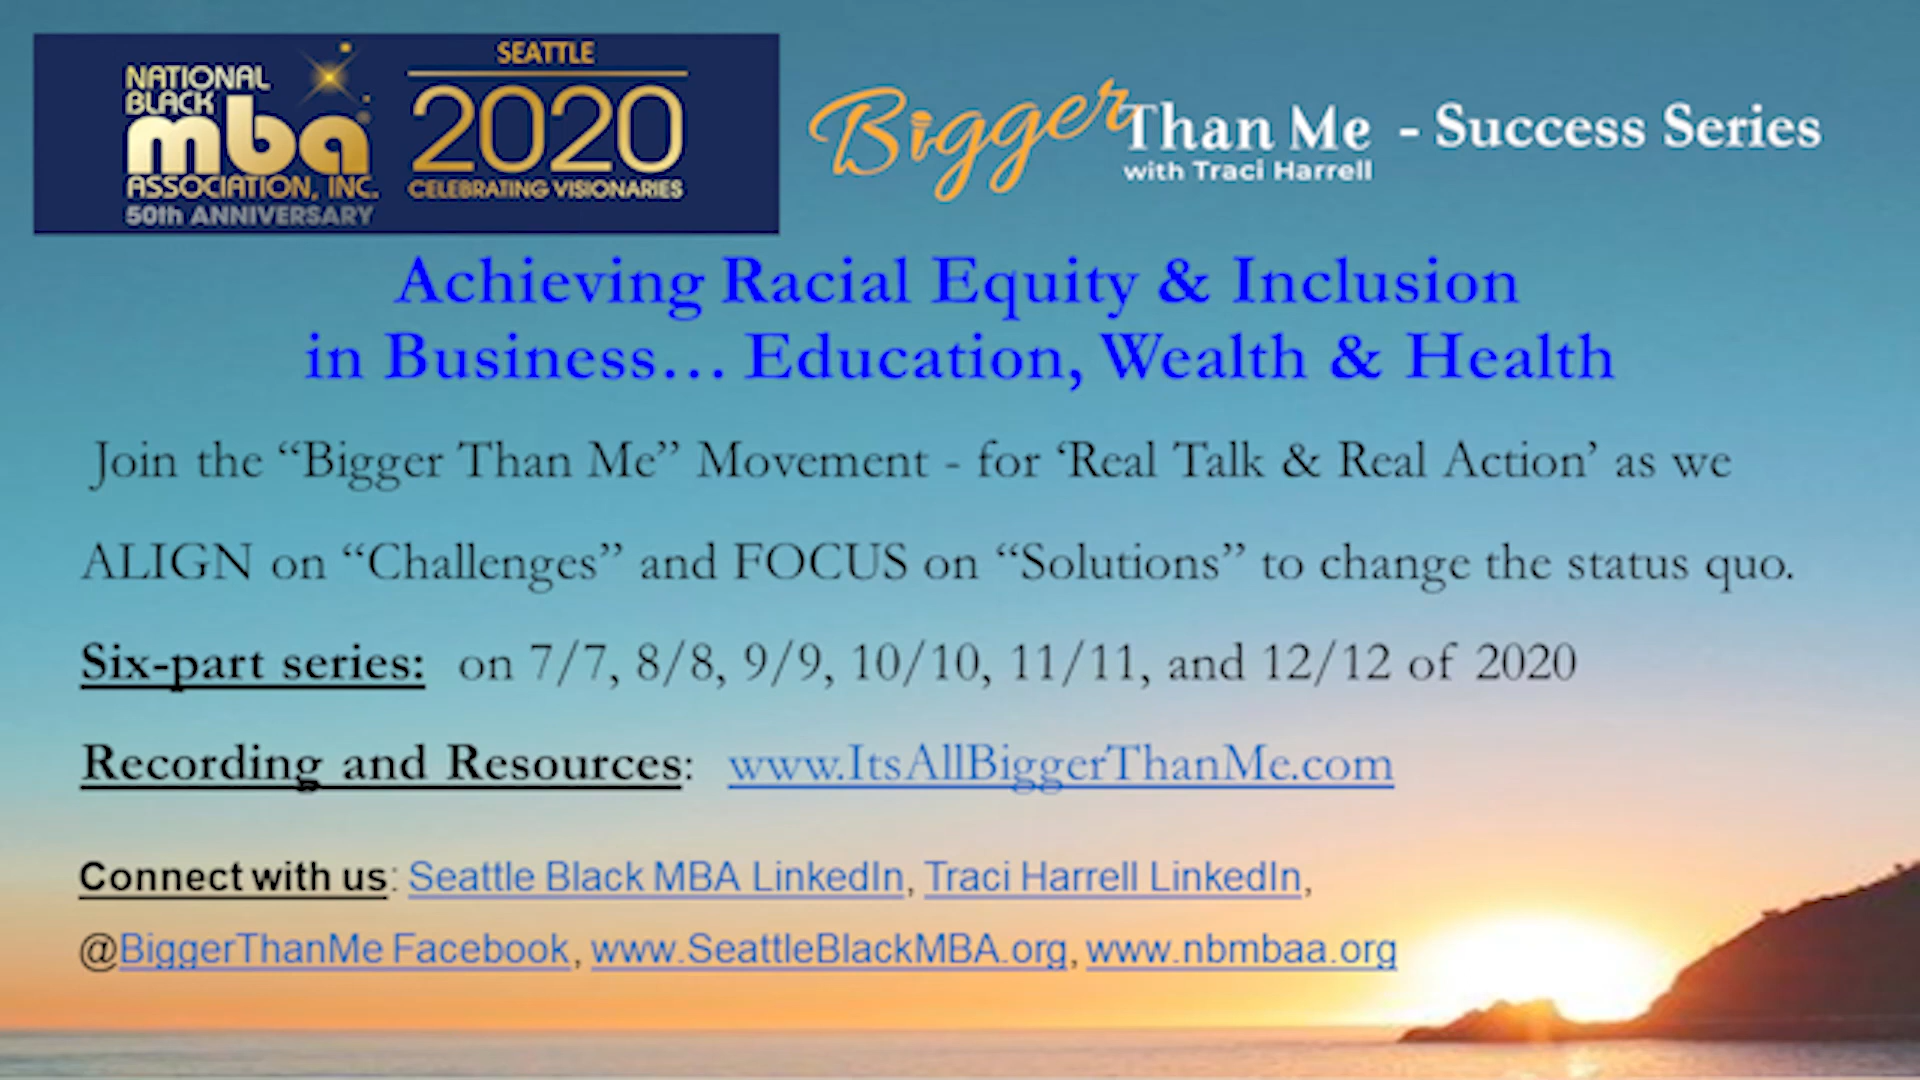 NATIONAL
BLACK
mba
ASSOCIATION, INC.
50th ANNIVERSARY
SEATTLE
2020
CELEBRATING VISIONARIES
Bigger Than Me - Success Series
with Traci Harrell
Achieving Racial Equity & Inclusion
in Business… Education, Wealth & Health
Join the “Bigger Than Me” Movement - for ‘Real Talk & Real Action’ as we
ALIGN on “Challenges” and FOCUS on “Solutions” to change the status quo.
Six-part series: on 7/7, 8/8, 9/9, 10/10, 11/11, and 12/12 of 2020
Recording and Resources: www.ItsAllBiggerThanMe.com
Connect with us: Seattle Black MBA LinkedIn, Traci Harrell LinkedIn,
@BiggerThanMe Facebook, www.SeattleBlackMBA.org, www.nbmbaa.org